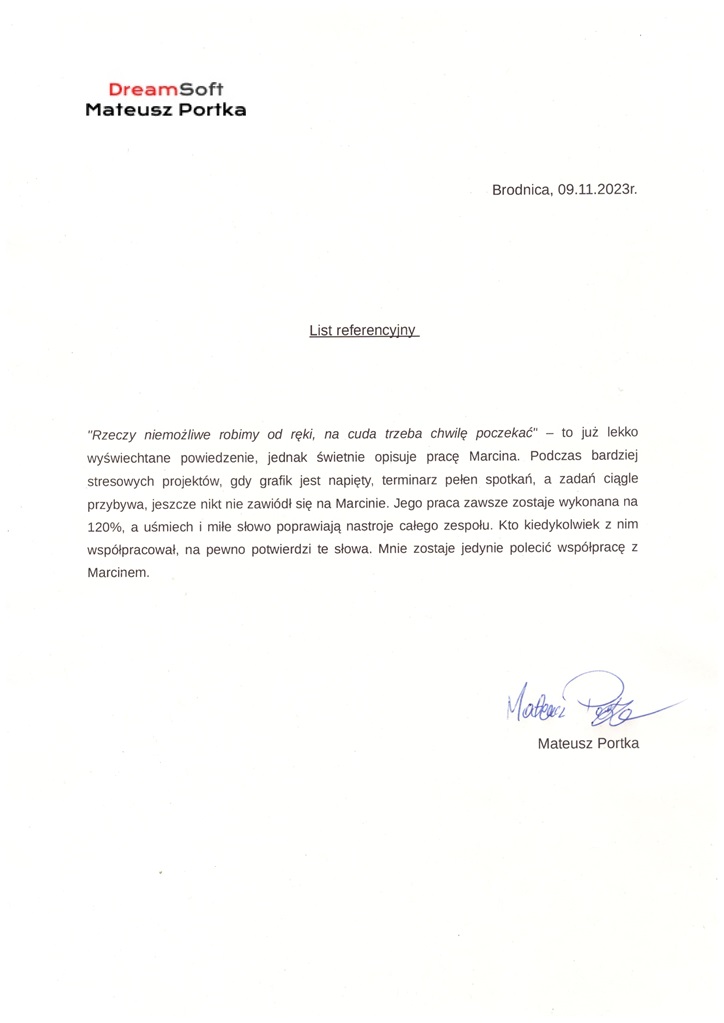 DreamSoft
Mateusz Portka
Brodnica, 09.11.2023r.
List referencyjny
"Rzeczy niemożliwe robimy od ręki, na cuda trzeba chwilę poczekać" – to już lekko
wyświechtane powiedzenie, jednak świetnie opisuje pracę Marcina. Podczas bardziej
stresowych projektów, gdy grafik jest napięty, terminarz pełen spotkań, a zadań ciągle
przybywa, jeszcze nikt nie zawiódł się na Marcinie. Jego praca zawsze zostaje wykonana na
120%, a uśmiech i miłe słowo poprawiają nastroje całego zespołu. Kto kiedykolwiek z nim
współpracował, na pewno potwierdzi te słowa. Mnie zostaje jedynie polecić współpracę z
Marcinem.
Mateusz Portka